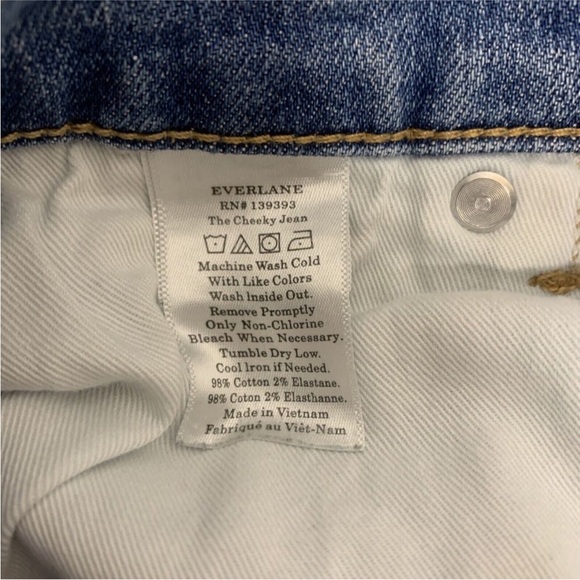 EVERLANE
RN# 139393
The Cheeky Jean
Machine Wash Cold
With Like Colors
Wash Inside Out.
Remove Promptly
Only Non-Chlorine
Bleach When Necessary.
Tumble Dry Low.
Cool Iron if Needed.
98% Cotton 2% Elastane.
98% Coton 2% Elasthanne.
Made in Vietnam
Fabriqué au Viêt-Nam